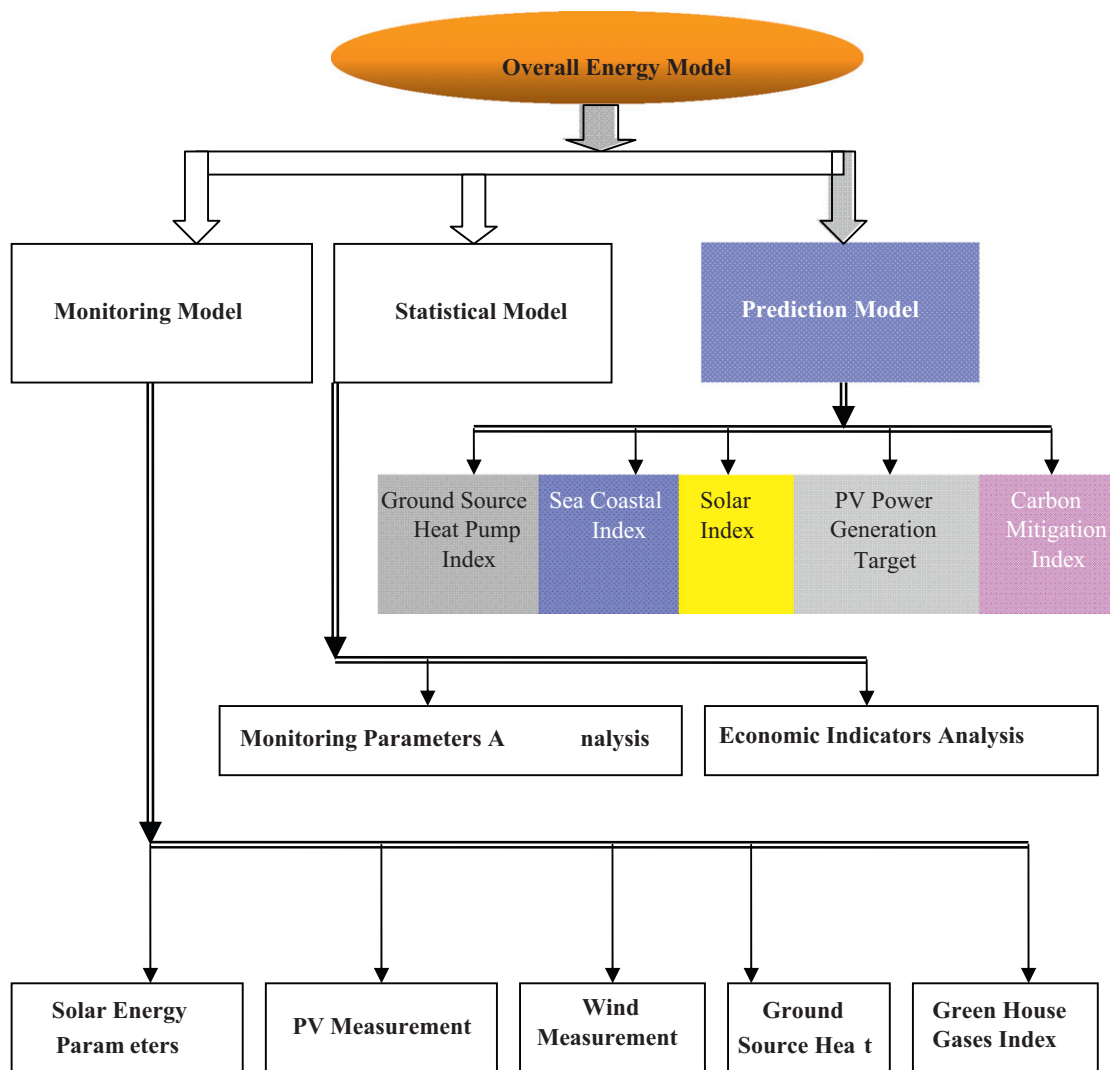 Overall Energy Model
Monitoring Model
Statistical Model
Prediction Model
Ground Source
Heat Pump
Index
Sea Coastal
Index
Solar
Index
PV Power
Generation
Target
Carbon
Mitigation
Index
Monitoring Parameters A nalysis
Economic Indicators Analysis
Solar Energy
Param eters
PV Measurement
Wind
Measurement
Ground
Source Hea t
Green House
Gases Index